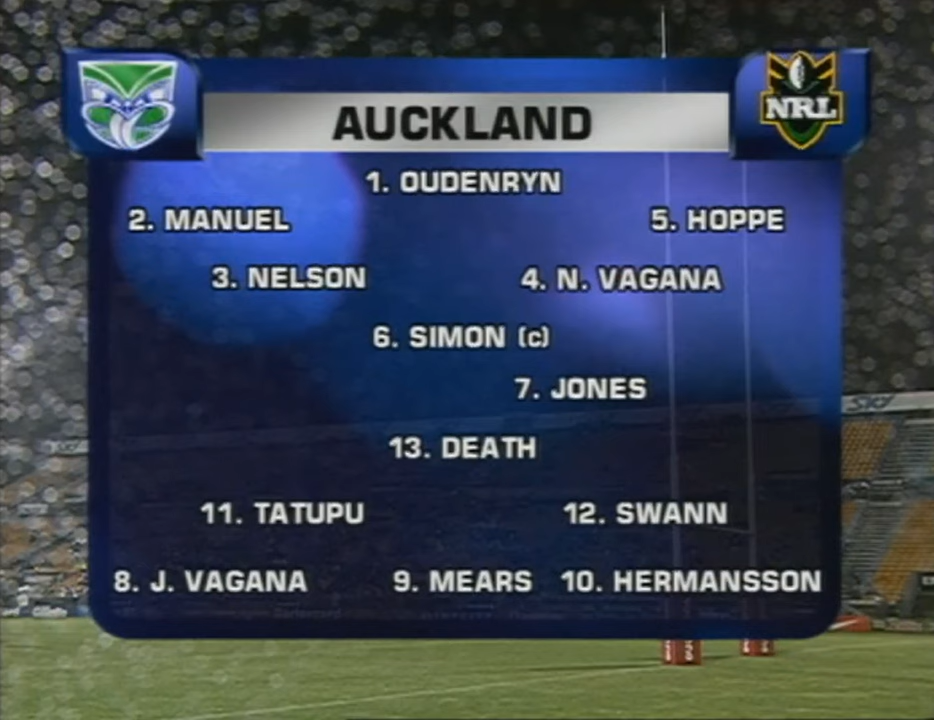 NRL
AUCKLAND
1. OUDENRYN
2. MANUEL 5. HOPPE
3. NELSON 4. N. VAGANA
6. SIMON (c)
7. JONES
13. DEATH
SKY
11. TATUPU 12. SWANN
8. J. VAGANA 9. MEARS 10. HERMANSSON